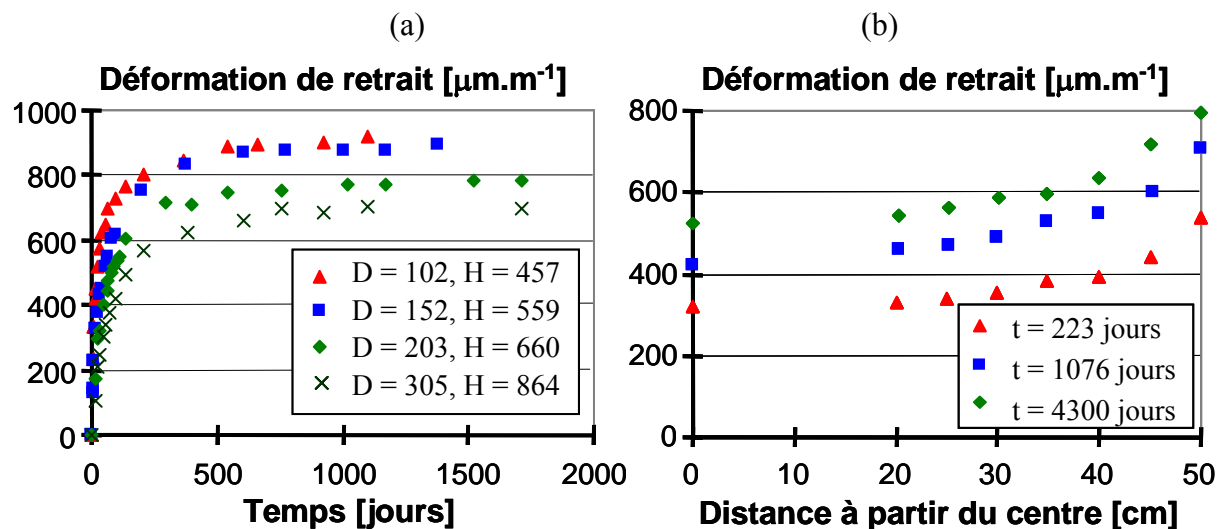 (a)
Déformation de retrait [μm.m-1]
1000
800
600
400
200
0
0
500
1000
1500
2000
Temps [jours]
D = 102, H = 457
D = 152, H = 559
D = 203, H = 660
D = 305, H = 864
(b)
Déformation de retrait [μm.m-1]
800
600
400
200
0
0
10
20
30
40
50
Distance à partir du centre [cm]
t = 223 jours
t = 1076 jours
t = 4300 jours